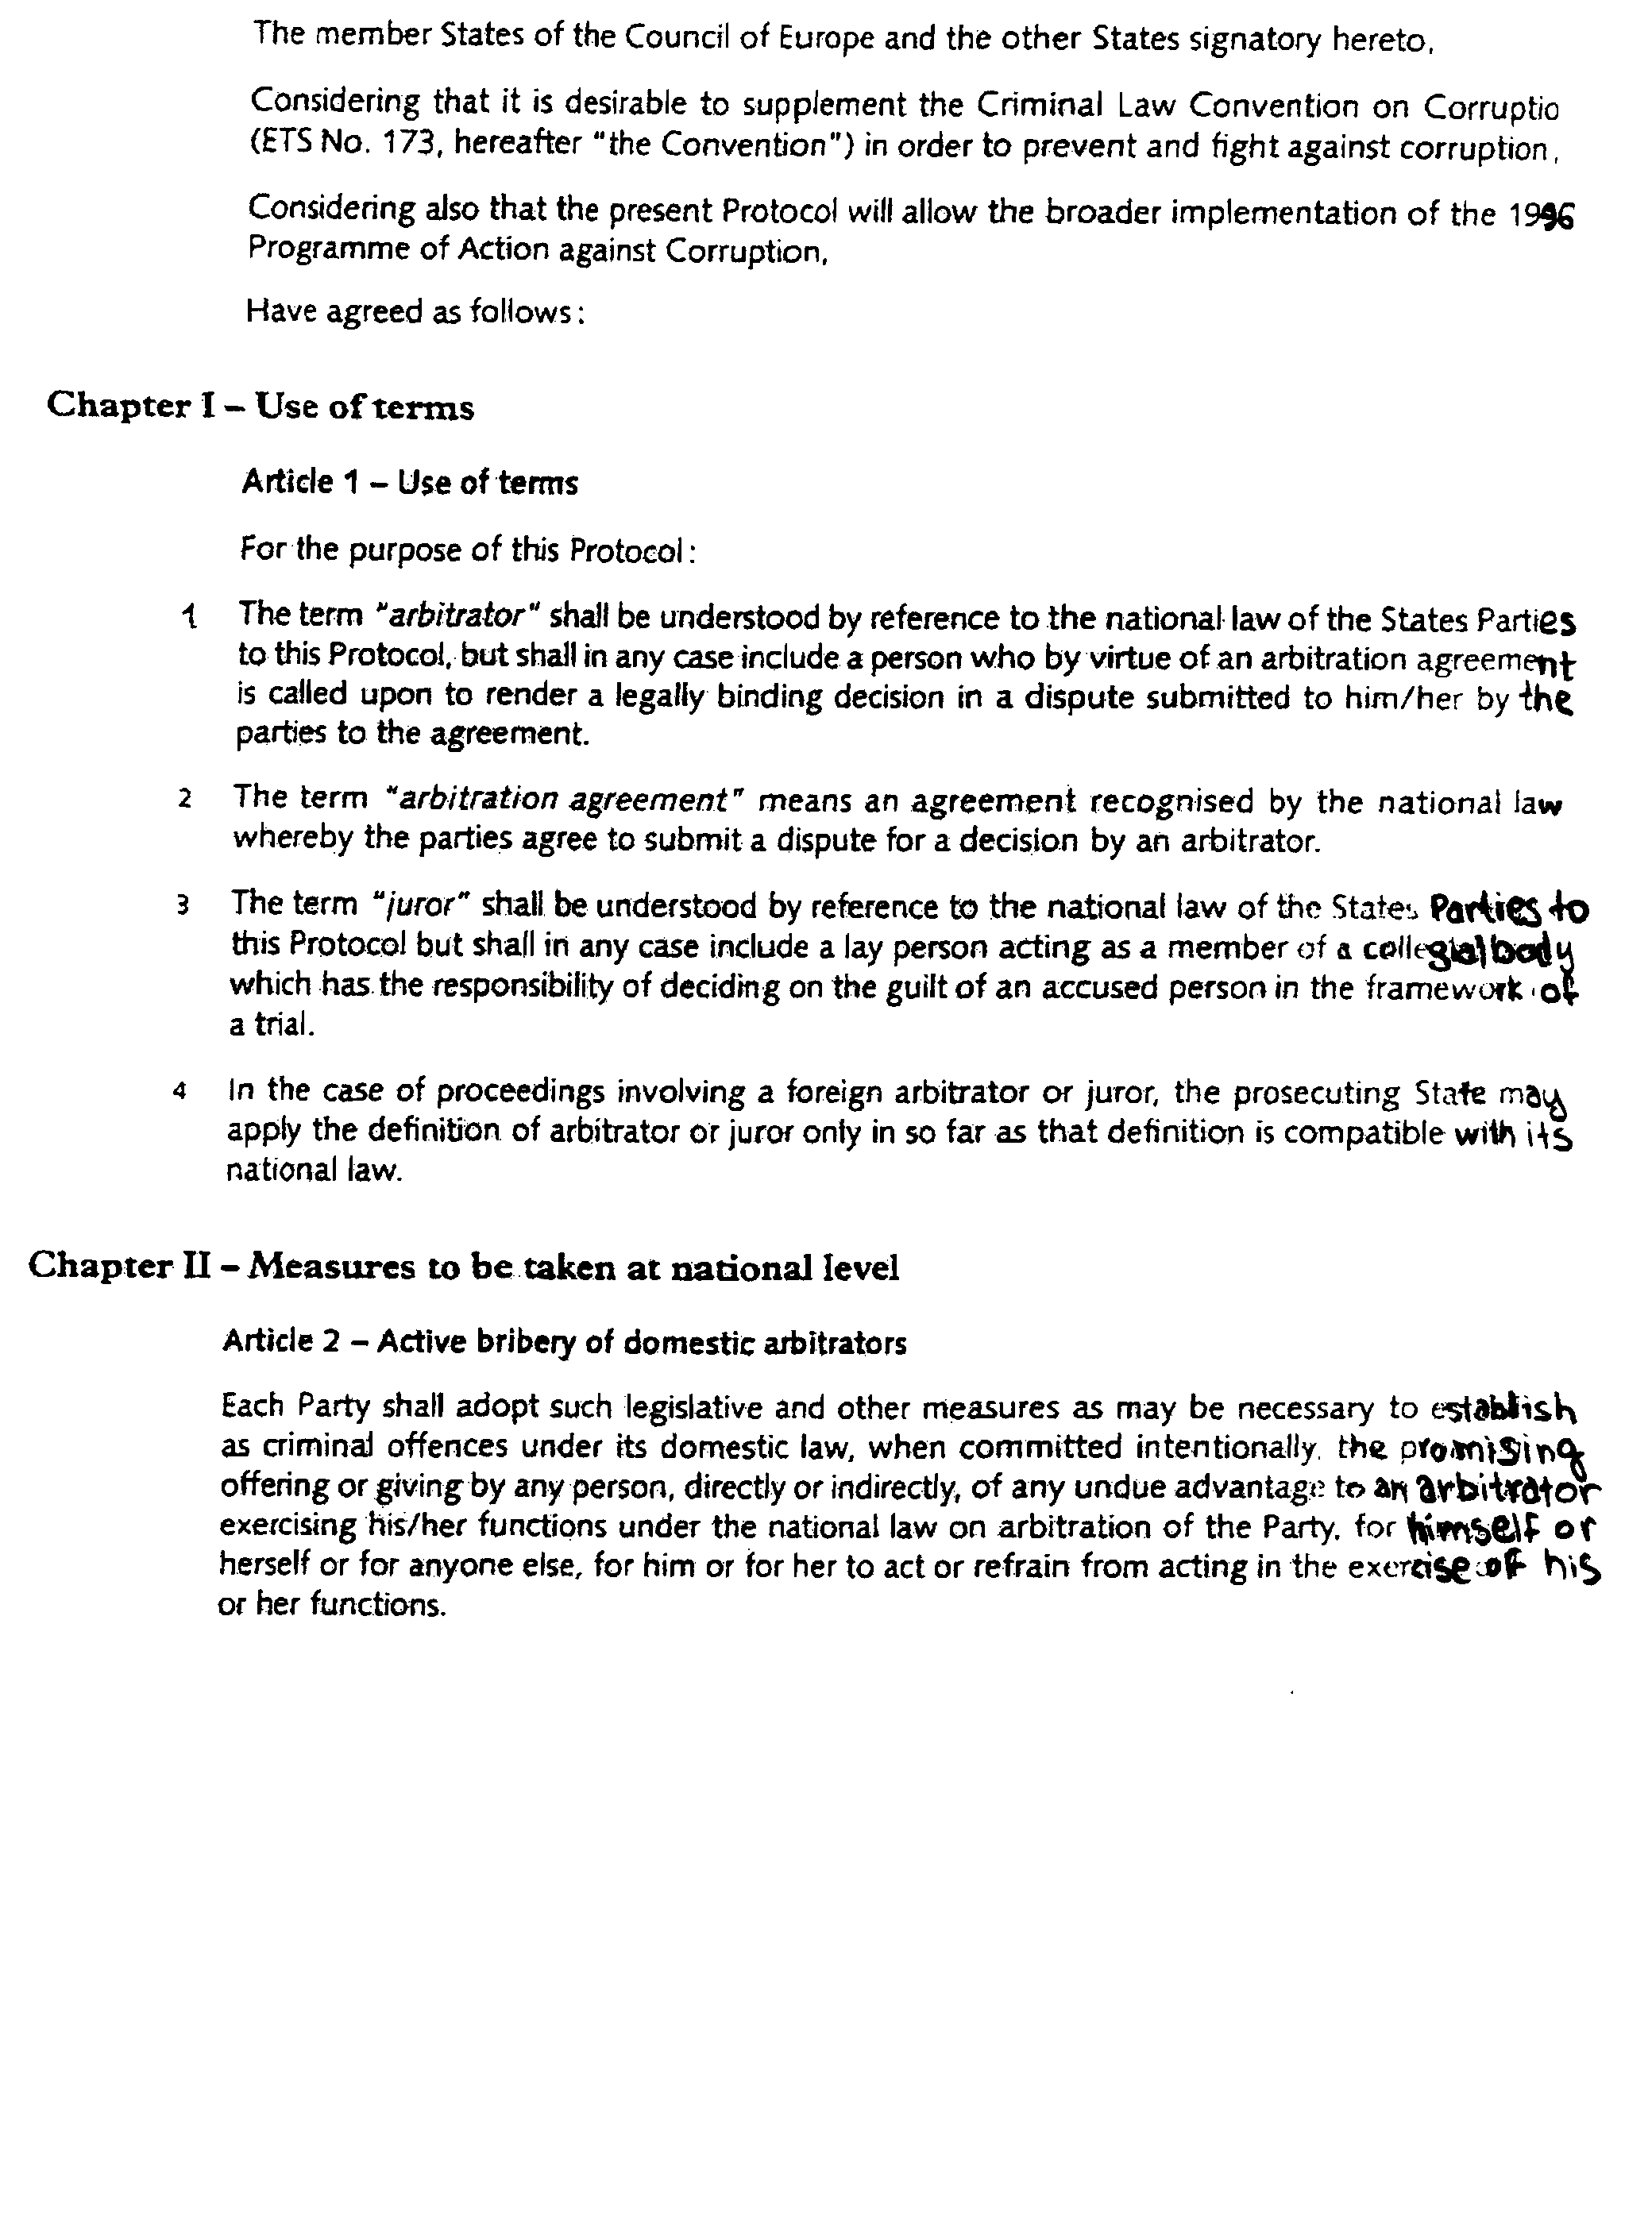 The member States of the Council of Europe and the other States signatory hereto,
Considering that it is desirable to supplement the Criminal Law Convention on Corruptio
(ETS No. 173, hereafter "the Convention") in order to prevent and fight against corruption,
Considering also that the present Protocol will allow the broader implementation of the 1996
Programme of Action against Corruption,
Have agreed as follows:
Chapter I – Use of terms
Article 1 – Use of terms
For the purpose of this Protocol:
1 The term "arbitrator" shall be understood by reference to the national law of the States Parties
to this Protocol, but shall in any case include a person who by virtue of an arbitration agreement
is called upon to render a legally binding decision in a dispute submitted to him/her by the
parties to the agreement.
2 The term "arbitration agreement" means an agreement recognised by the national law
whereby the parties agree to submit a dispute for a decision by an arbitrator.
3 The term "juror" shall be understood by reference to the national law of the States Parties to
this Protocol but shall in any case include a lay person acting as a member of a collegial body
which has the responsibility of deciding on the guilt of an accused person in the framework of
a trial.
4 In the case of proceedings involving a foreign arbitrator or juror, the prosecuting State may
apply the definition of arbitrator or juror only in so far as that definition is compatible with its
national law.
Chapter II – Measures to be taken at national level
Article 2 – Active bribery of domestic arbitrators
Each Party shall adopt such legislative and other measures as may be necessary to establish
as criminal offences under its domestic law, when committed intentionally, the promising
offering or giving by any person, directly or indirectly, of any undue advantage to an arbitrator
exercising his/her functions under the national law on arbitration of the Party, for himself or
herself or for anyone else, for him or for her to act or refrain from acting in the exercise of his
or her functions.